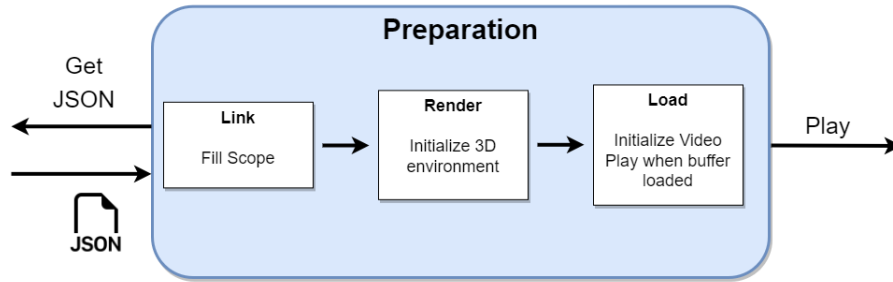 Preparation
Get
JSON
Link
Fill Scope
Render
Initialize 3D
environment
Load
Initialize Video
Play when buffer
loaded
Play
JSON